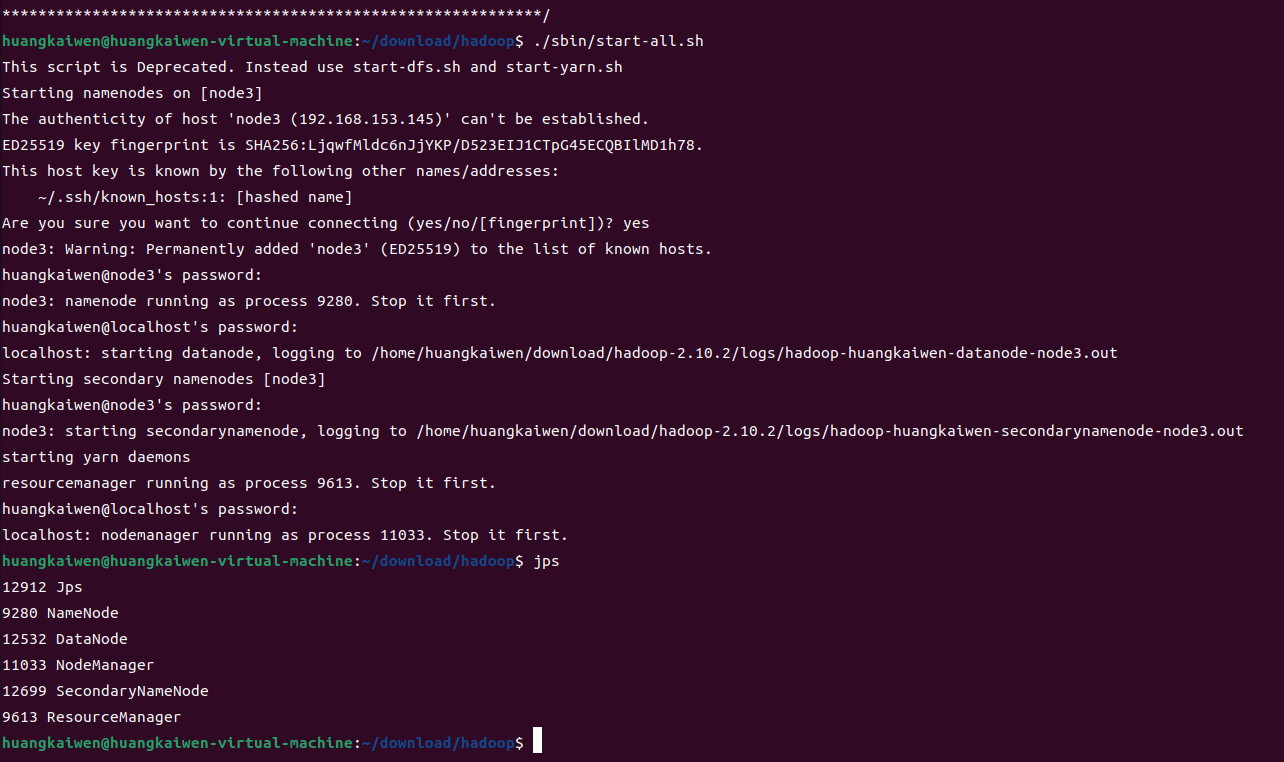 ************************************************************/
huangkaiwen@huangkaiwen-virtual-machine:~/download/hadoop$ ./sbin/start-all.sh
This script is Deprecated. Instead use start-dfs.sh and start-yarn.sh
Starting namenodes on [node3]
The authenticity of host 'node3 (192.168.153.145)' can't be established.
ED25519 key fingerprint is SHA256:LjqwfMldc6nJjYKP/D523EIJ1CTpG45ECQBIlMD1h78.
This host key is known by the following other names/addresses:
    ~/.ssh/known_hosts:1: [hashed name]
Are you sure you want to continue connecting (yes/no/[fingerprint])? yes
node3: Warning: Permanently added 'node3' (ED25519) to the list of known hosts.
huangkaiwen@node3's password:
node3: namenode running as process 9280. Stop it first.
huangkaiwen@localhost's password:
localhost: starting datanode, logging to /home/huangkaiwen/download/hadoop-2.10.2/logs/hadoop-huangkaiwen-datanode-node3.out
Starting secondary namenodes [node3]
huangkaiwen@node3's password:
node3: starting secondarynamenode, logging to /home/huangkaiwen/download/hadoop-2.10.2/logs/hadoop-huangkaiwen-secondarynamenode-node3.out
starting yarn daemons
resourcemanager running as process 9613. Stop it first.
huangkaiwen@localhost's password:
localhost: nodemanager running as process 11033. Stop it first.
huangkaiwen@huangkaiwen-virtual-machine:~/download/hadoop$ jps
12912 Jps
9280 NameNode
12532 DataNode
11033 NodeManager
12699 SecondaryNameNode
9613 ResourceManager
huangkaiwen@huangkaiwen-virtual-machine:~/download/hadoop$